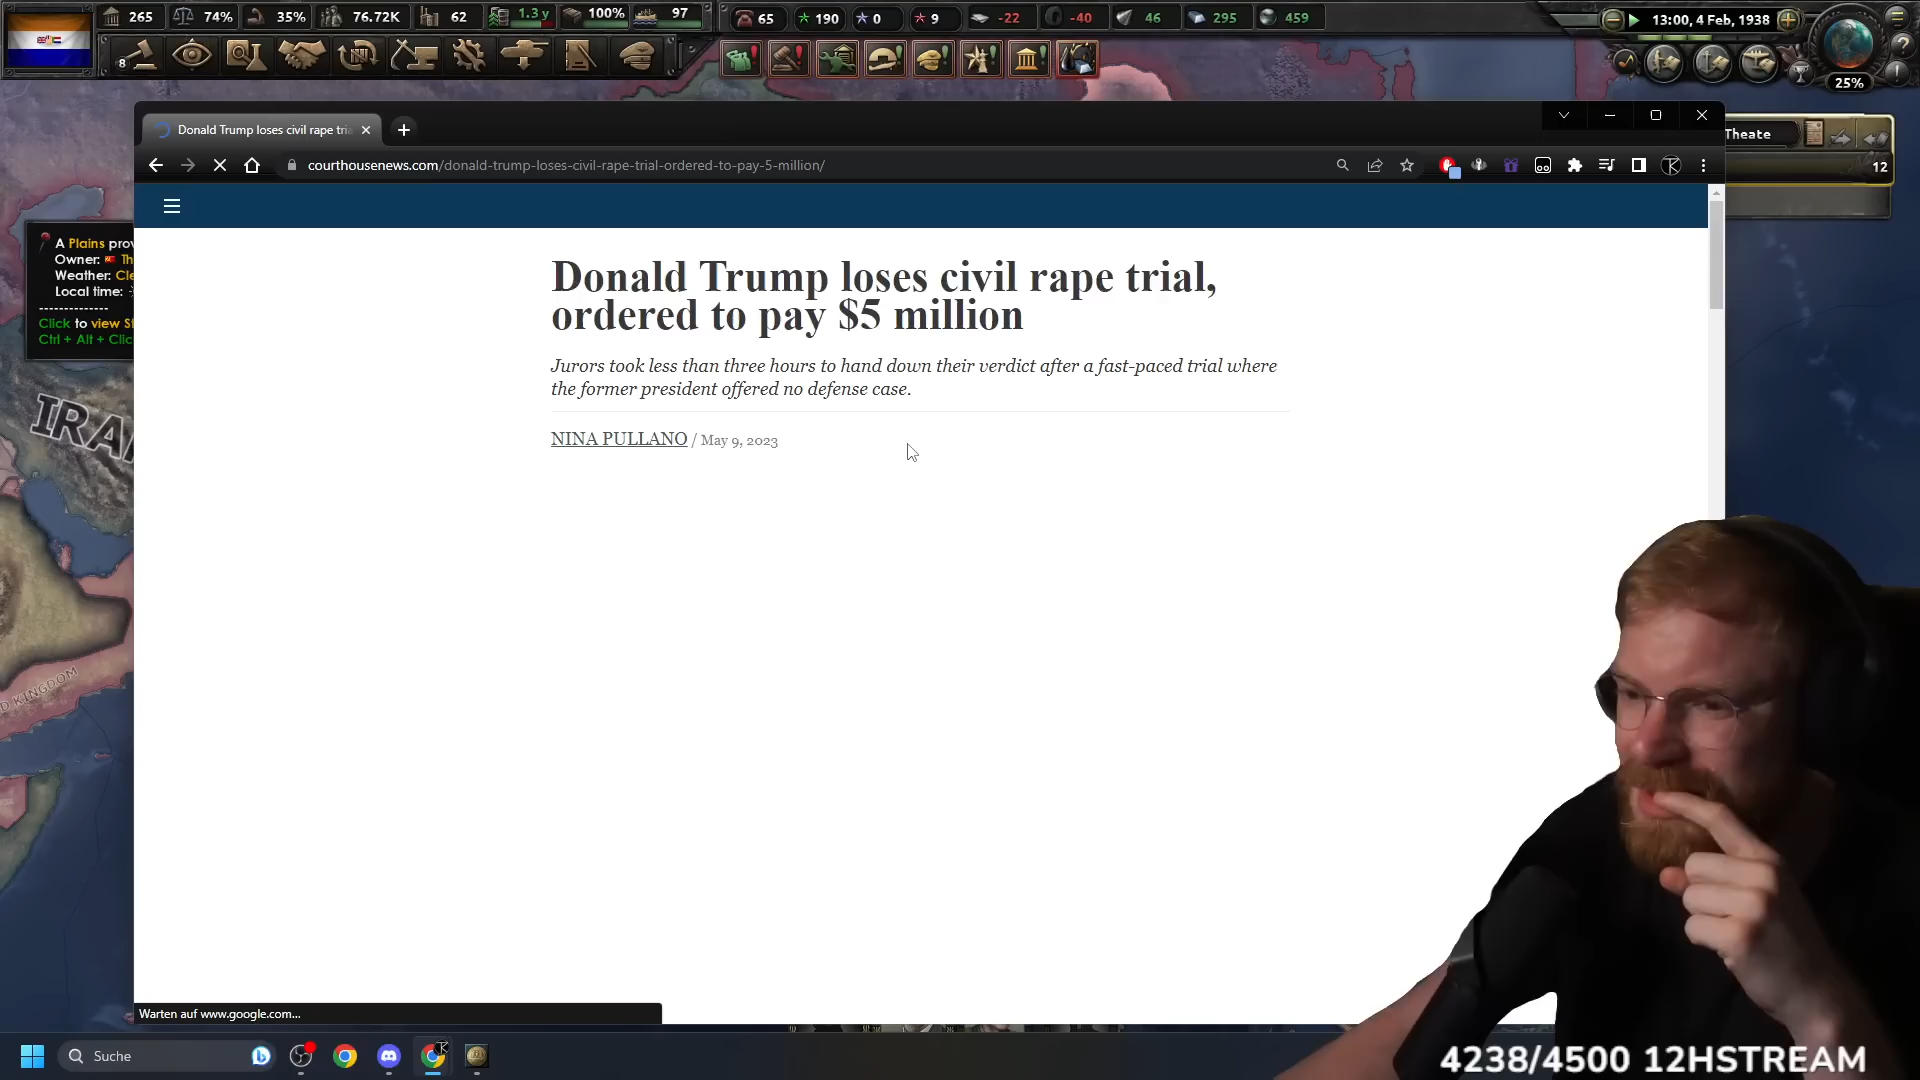 265 74% 35% 76.72K 62 1.3 y 100% 97 65 190 0 9 -22 -40 46 295 459 13:00, 4 Feb, 1938
8
25%
Donald Trump loses civil rape tria
Theate
courthousenews.com/donald-trump-loses-civil-rape-trial-ordered-to-pay-5-million/
12
A Plains prov
Owner: Th
Weather: Cle
Local time:
--------------
Click to view St
Ctrl + Alt + Clic
Donald Trump loses civil rape trial,
ordered to pay $5 million
Jurors took less than three hours to hand down their verdict after a fast-paced trial where
the former president offered no defense case.
NINA PULLANO / May 9, 2023
IRA
D KINGDOM
Warten auf www.google.com...
Suche
4238/4500 12HSTREAM